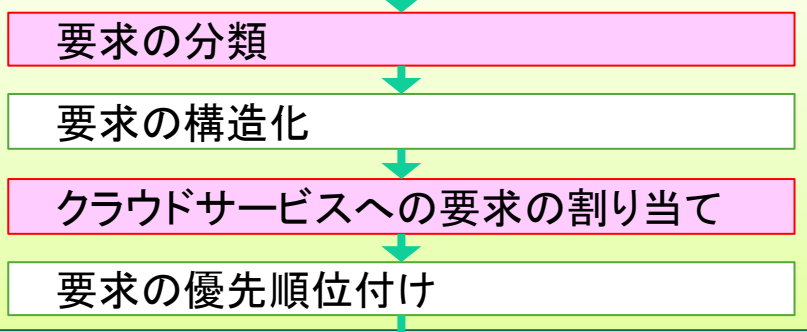 要求の分類
要求の構造化
クラウドサービスへの要求の割り当て
要求の優先順位付け